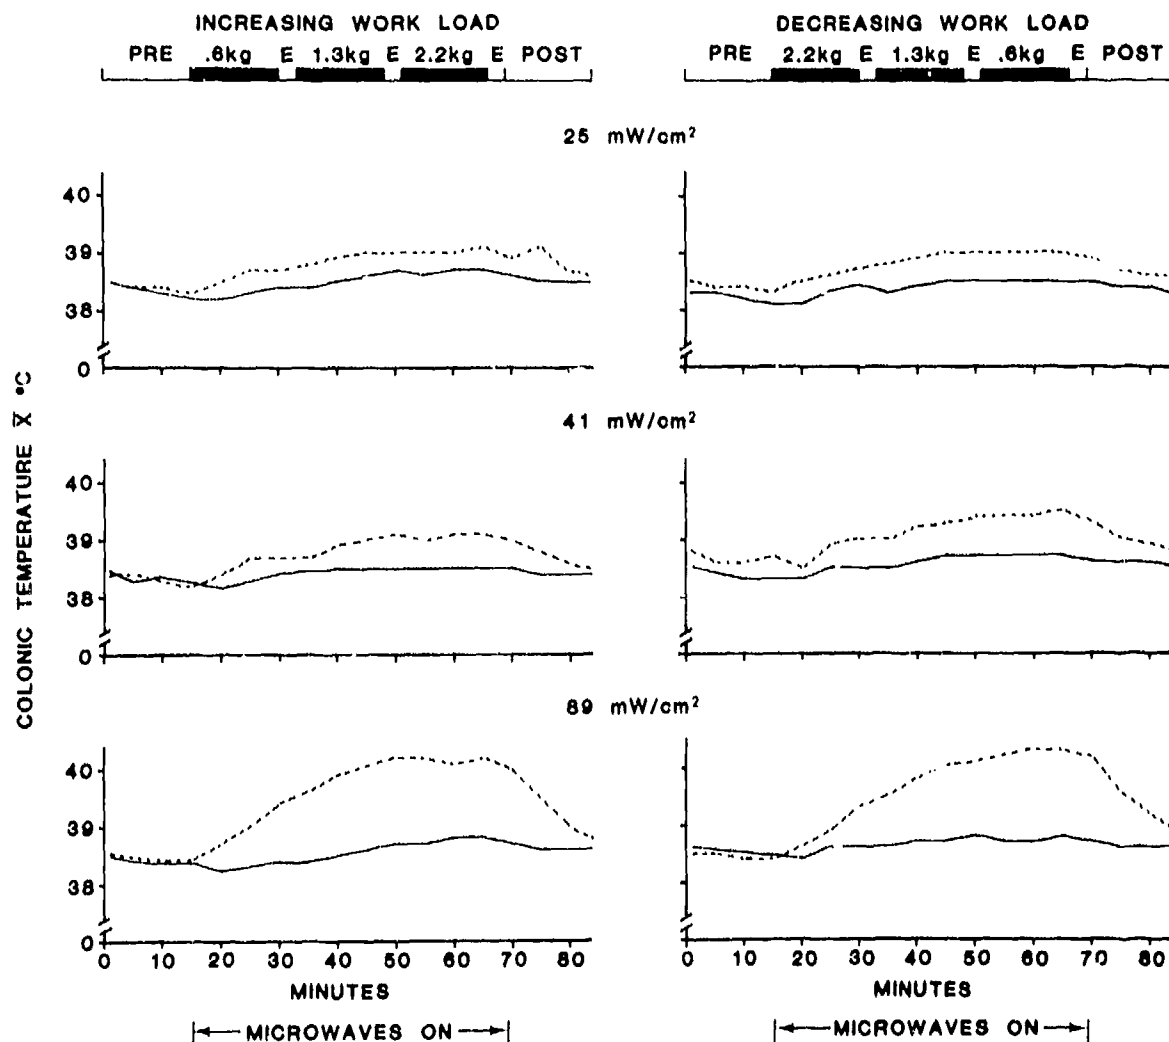 INCREASING WORK LOAD
PRE .6kg E 1.3kg E 2.2kg E POST
DECREASING WORK LOAD
PRE 2.2kg E 1.3kg E .6kg E POST
COLONIC TEMPERATURE X̄ °C
25 mW/cm²
40
39
38
0
41 mW/cm²
40
39
38
0
89 mW/cm²
40
39
38
0
0 10 20 30 40 50 60 70 80
MINUTES
MICROWAVES ON
0 10 20 30 40 50 60 70 80
MINUTES
MICROWAVES ON